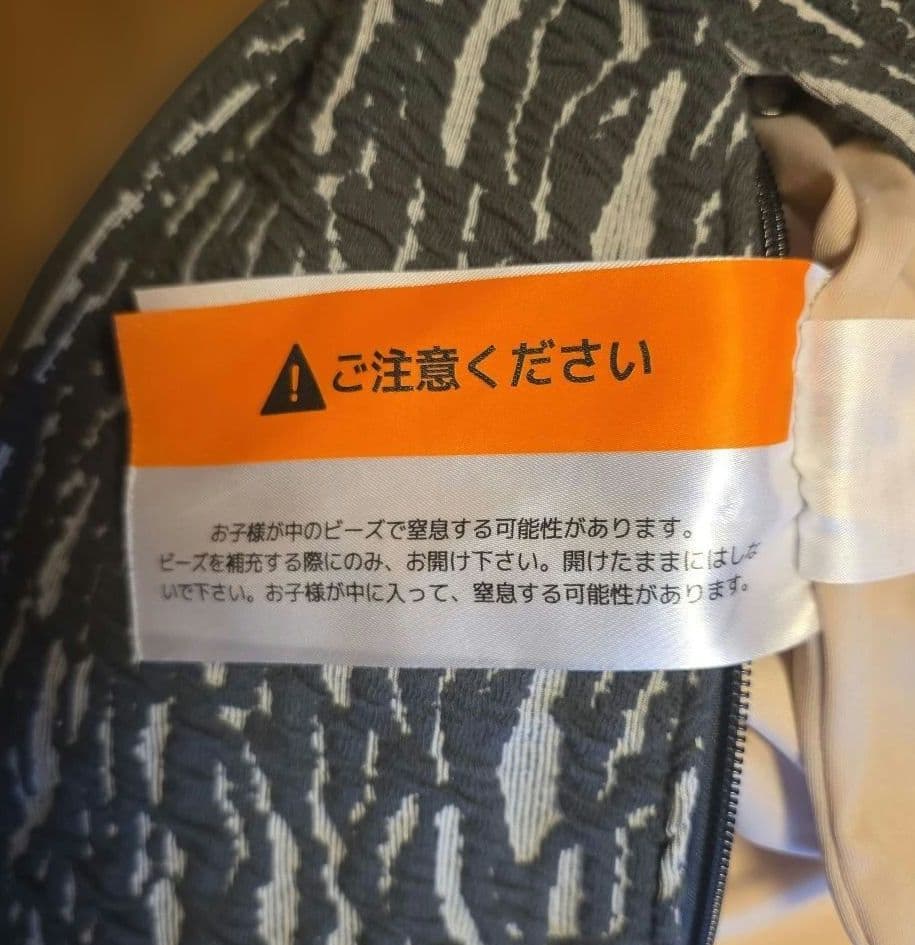 ご注意ください
お子様が中のビーズで窒息する可能性があります。
ビーズを補充する際にのみ、お開け下さい。開けたままにはしな
いで下さい。お子様が中に入って、窒息する可能性があります。